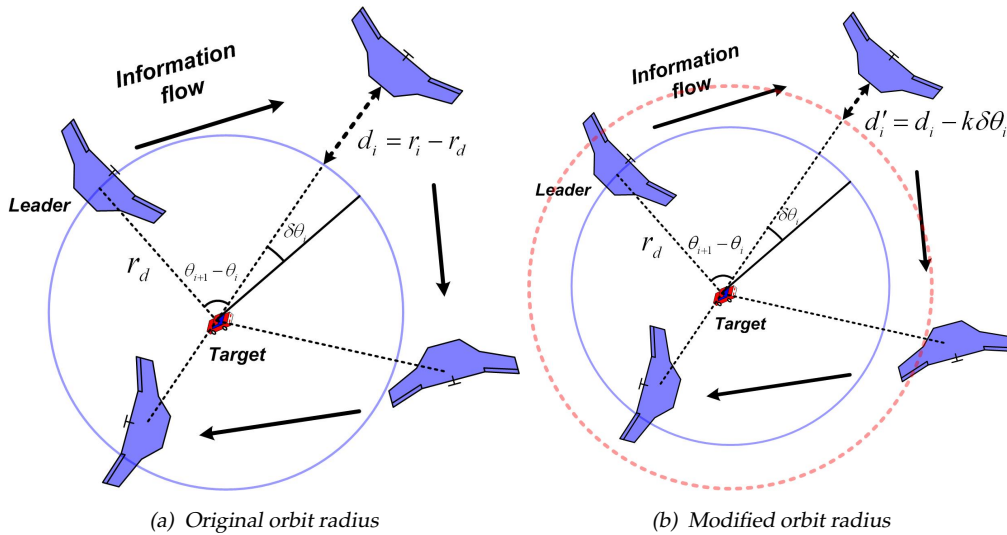 Information
flow
d_i = r_i − r_d
Leader
δθ_i
r_d
θ_{i+1} − θ_i
Target
(a) Original orbit radius
Information
flow
d_i' = d_i − kδθ_i
Leader
δθ_i
r_d
θ_{i+1} − θ_i
Target
(b) Modified orbit radius